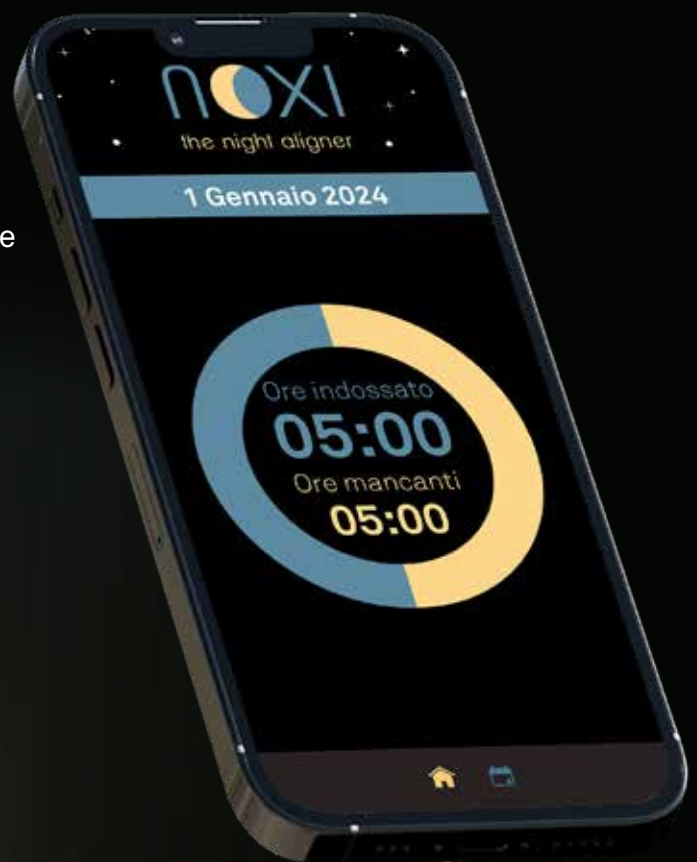 noxi
the night aligner
1 Gennaio 2024
e
Ore indossato
05:00
Ore mancanti
05:00